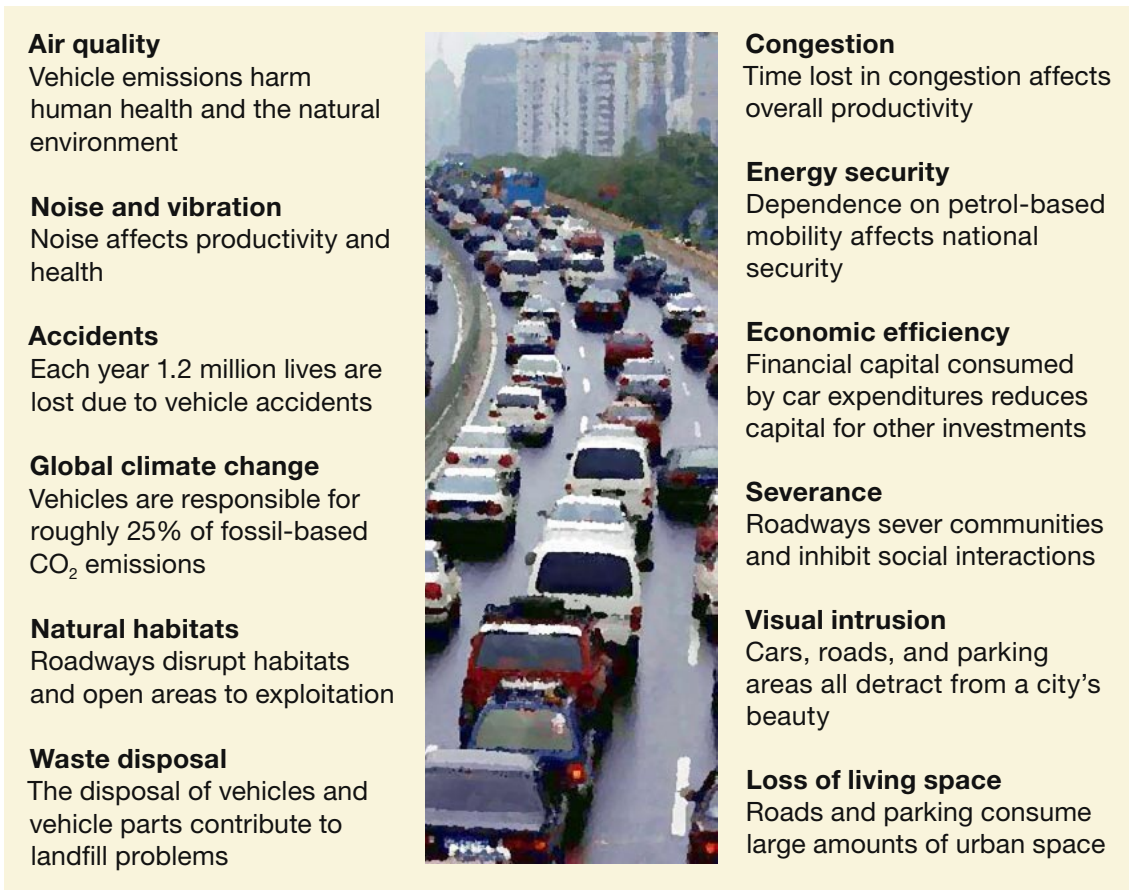 Air quality
Vehicle emissions harm
human health and the natural
environment
Noise and vibration
Noise affects productivity and
health
Accidents
Each year 1.2 million lives are
lost due to vehicle accidents
Global climate change
Vehicles are responsible for
roughly 25% of fossil-based
CO₂ emissions
Natural habitats
Roadways disrupt habitats
and open areas to exploitation
Waste disposal
The disposal of vehicles and
vehicle parts contribute to
landfill problems
Congestion
Time lost in congestion affects
overall productivity
Energy security
Dependence on petrol-based
mobility affects national
security
Economic efficiency
Financial capital consumed
by car expenditures reduces
capital for other investments
Severance
Roadways sever communities
and inhibit social interactions
Visual intrusion
Cars, roads, and parking
areas all detract from a city’s
beauty
Loss of living space
Roads and parking consume
large amounts of urban space